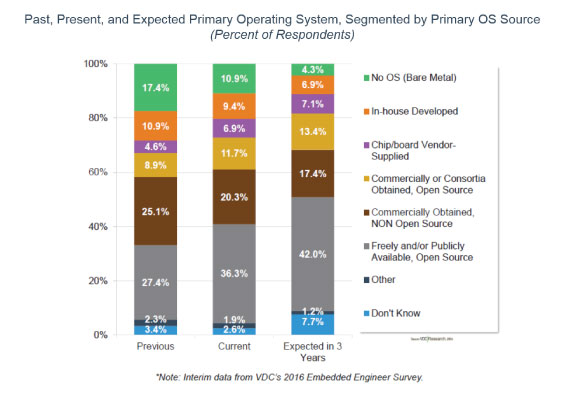 Past, Present, and Expected Primary Operating System, Segmented by Primary OS Source
(Percent of Respondents)
100%
80%
60%
40%
20%
0%
17.4%
10.9%
4.6%
8.9%
25.1%
27.4%
2.3%
3.4%
Previous
10.9%
9.4%
6.9%
11.7%
20.3%
36.3%
1.9%
2.6%
Current
4.3%
6.9%
7.1%
13.4%
17.4%
42.0%
1.2%
7.7%
Expected in 3
Years
No OS (Bare Metal)
In-house Developed
Chip/board Vendor-
Supplied
Commercially or Consortia
Obtained, Open Source
Commercially Obtained,
NON Open Source
Freely and/or Publicly
Available, Open Source
Other
Don't Know
*Note: Interim data from VDC's 2016 Embedded Engineer Survey.